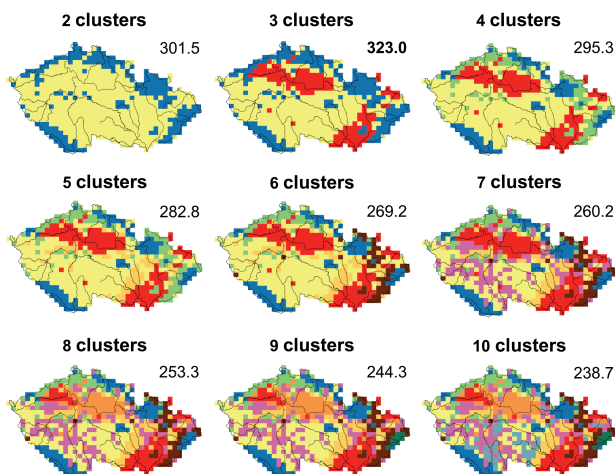 2 clusters
301.5
3 clusters
323.0
4 clusters
295.3
5 clusters
282.8
6 clusters
269.2
7 clusters
260.2
8 clusters
253.3
9 clusters
244.3
10 clusters
238.7